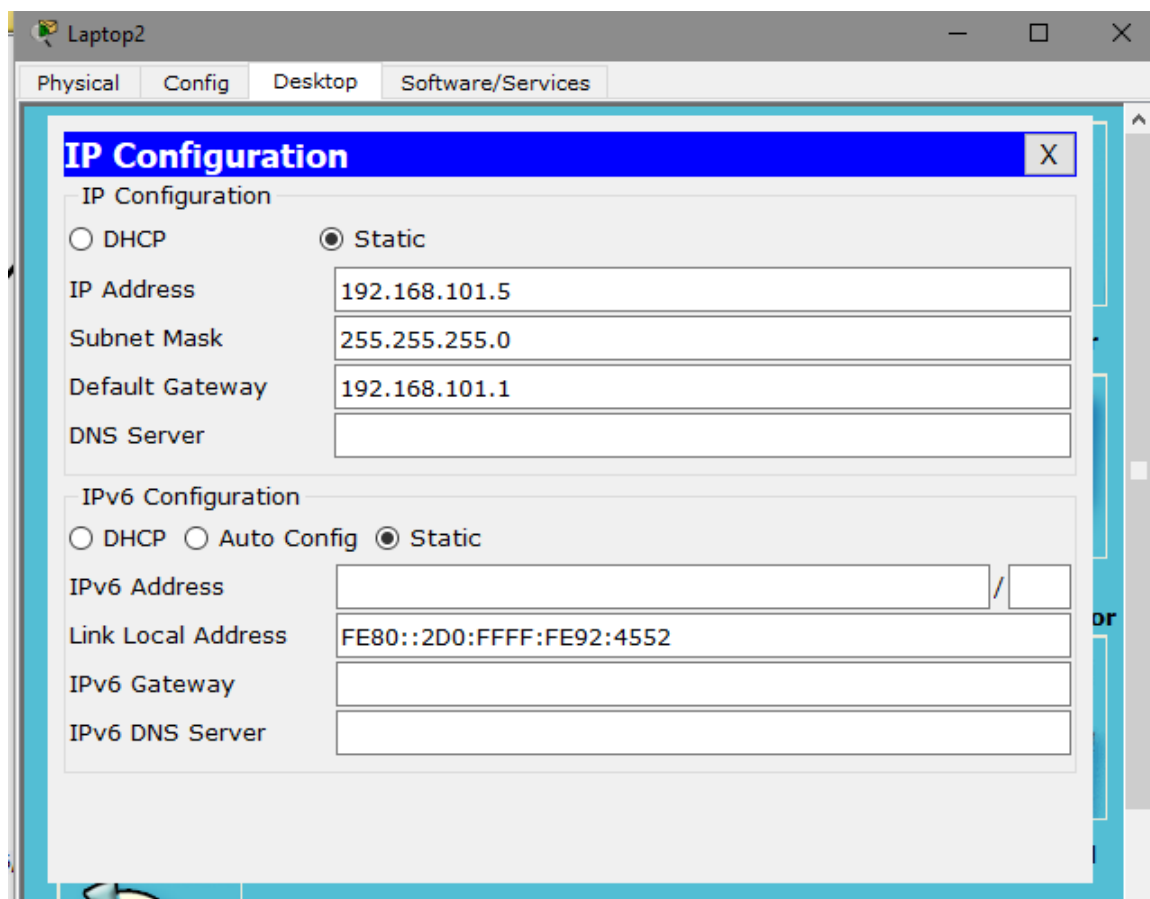 Laptop2
Physical Config Desktop Software/Services
IP Configuration X
IP Configuration
DHCP Static
IP Address 192.168.101.5
Subnet Mask 255.255.255.0
Default Gateway 192.168.101.1
DNS Server
IPv6 Configuration
DHCP Auto Config Static
IPv6 Address /
Link Local Address FE80::2D0:FFFF:FE92:4552
IPv6 Gateway
IPv6 DNS Server
or